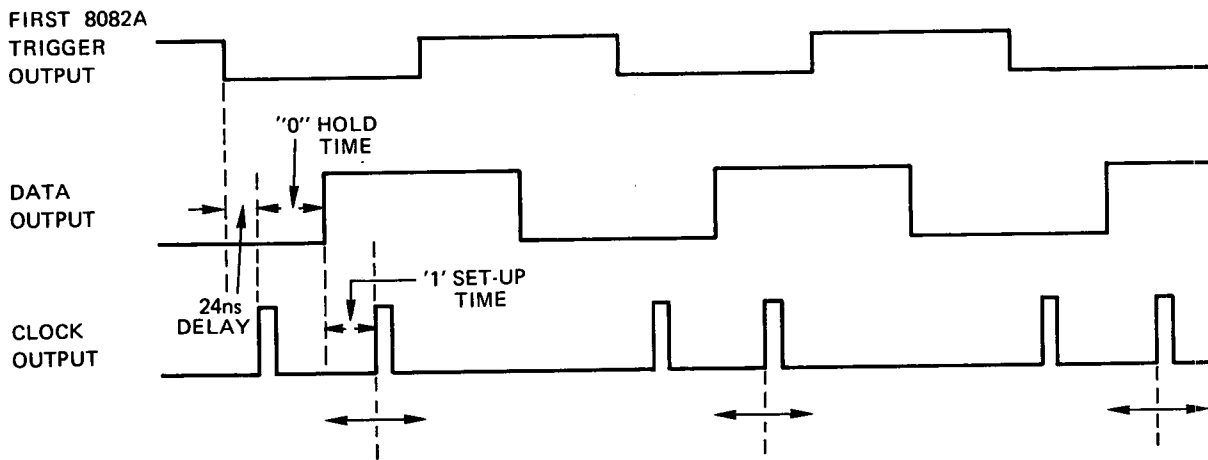 FIRST 8082A
TRIGGER
OUTPUT
"0" HOLD
TIME
DATA
OUTPUT
'1' SET-UP
TIME
24ns
DELAY
CLOCK
OUTPUT